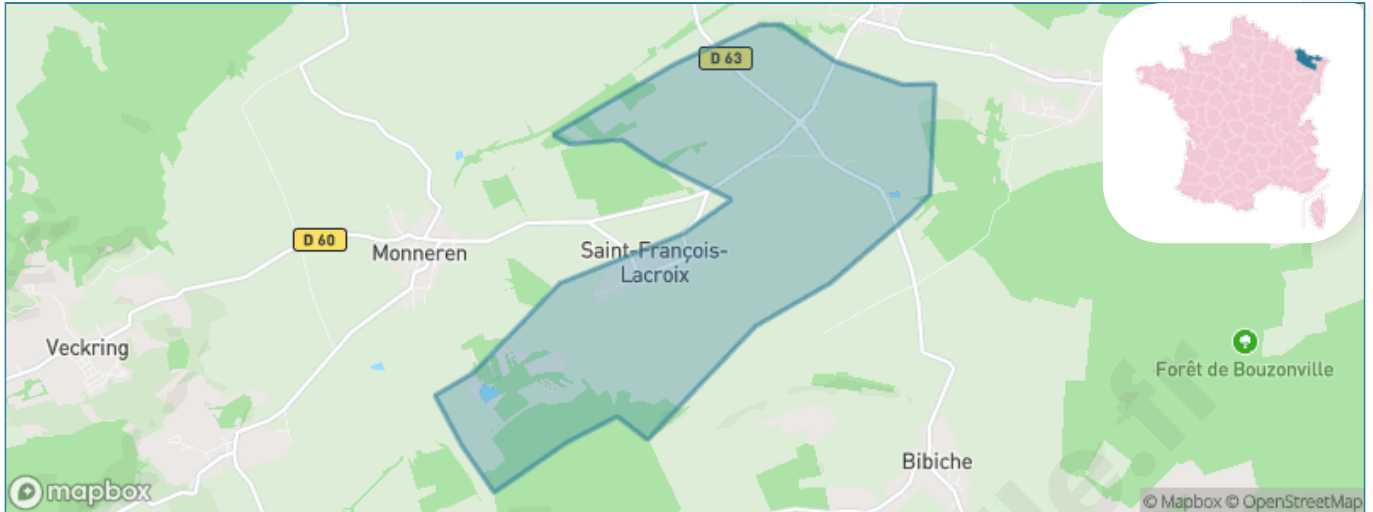 D 63
D 60
Monneren
Saint-François-
Lacroix
Veckring
Forêt de Bouzonville
Bibiche
mapbox
© Mapbox © OpenStreetMap